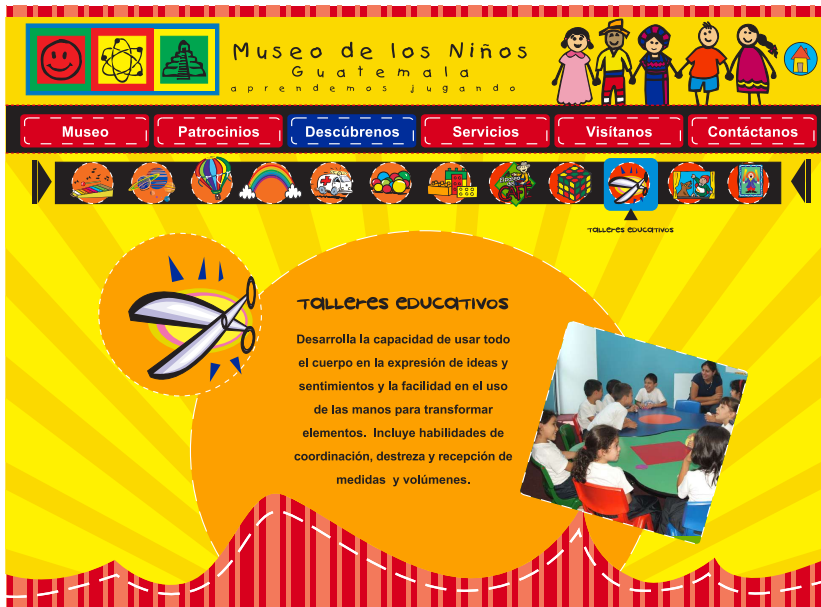 Museo de los Niños
Guatemala
aprendemos jugando
Museo
Patrocinios
Descúbrenos
Servicios
Visítanos
Contáctanos
Talleres educativos
Talleres educativos
Desarrolla la capacidad de usar todo
el cuerpo en la expresión de ideas y
sentimientos y la facilidad en el uso
de las manos para transformar
elementos. Incluye habilidades de
coordinación, destreza y recepción de
medidas y volúmenes.